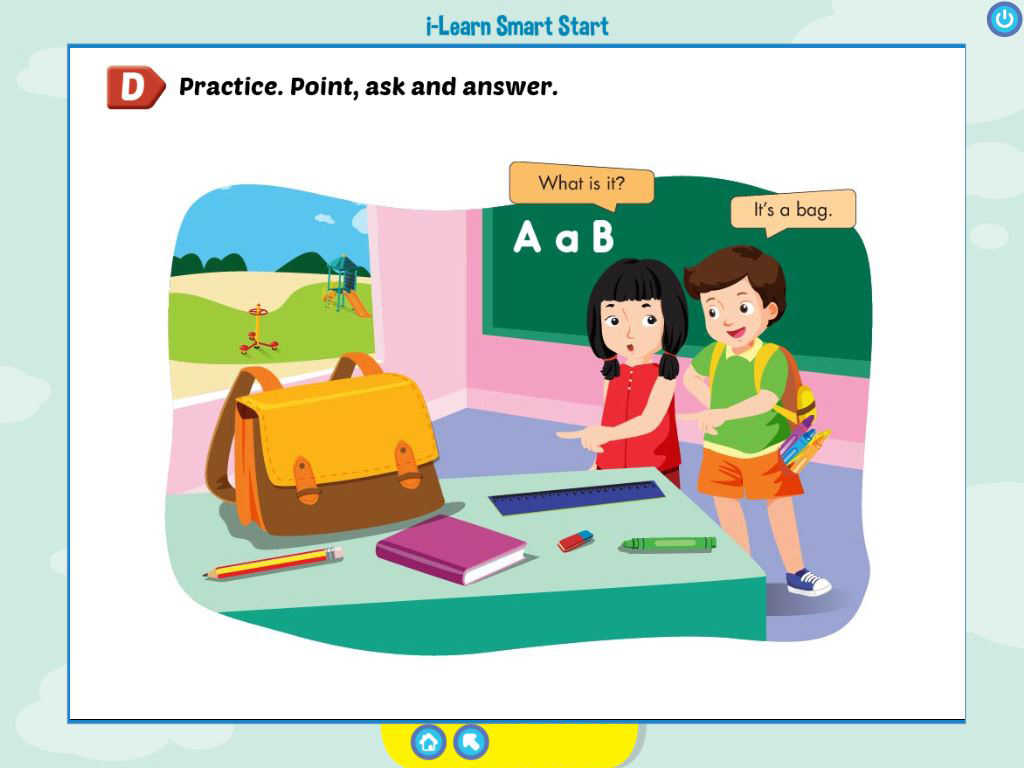 i-Learn Smart Start
D Practice. Point, ask and answer.
What is it?
It's a bag.
A a B